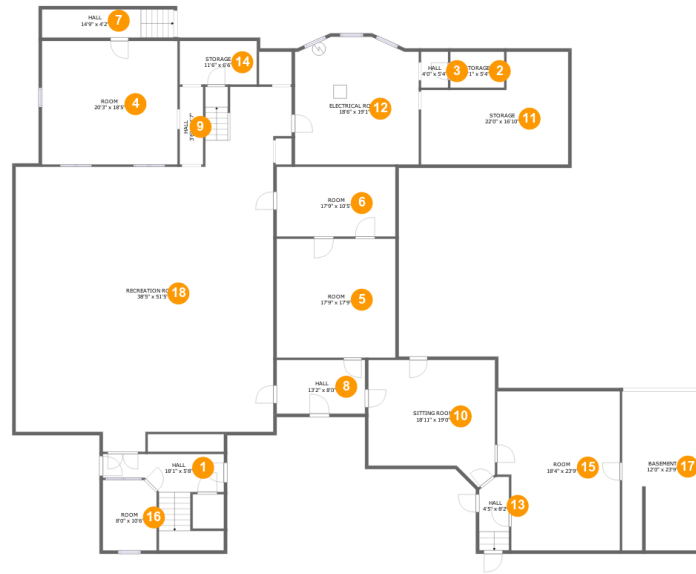 HALL
14'9" x 4'2"
7
STORAGE
11'6" x 6'6"
14
HALL
4'0" x 5'4"
3
STORAGE
5'4"
2
ROOM
20'3" x 18'5"
4
ELECTRICAL
18'6" x 19'1"
12
STORAGE
22'0" x 16'10"
11
HALL
9
ROOM
17'9" x 10'5"
6
RECREATION
38'5" x 51'5"
18
ROOM
17'9" x 17'9"
5
HALL
13'2" x 8'0"
8
SITTING ROOM
18'11" x 19'0"
10
HALL
18'1" x 5'8"
1
ROOM
18'4" x 23'9"
15
BASEMENT
12'0" x 23'9"
17
HALL
4'5" x 8'2"
13
ROOM
8'0" x 10'8"
16